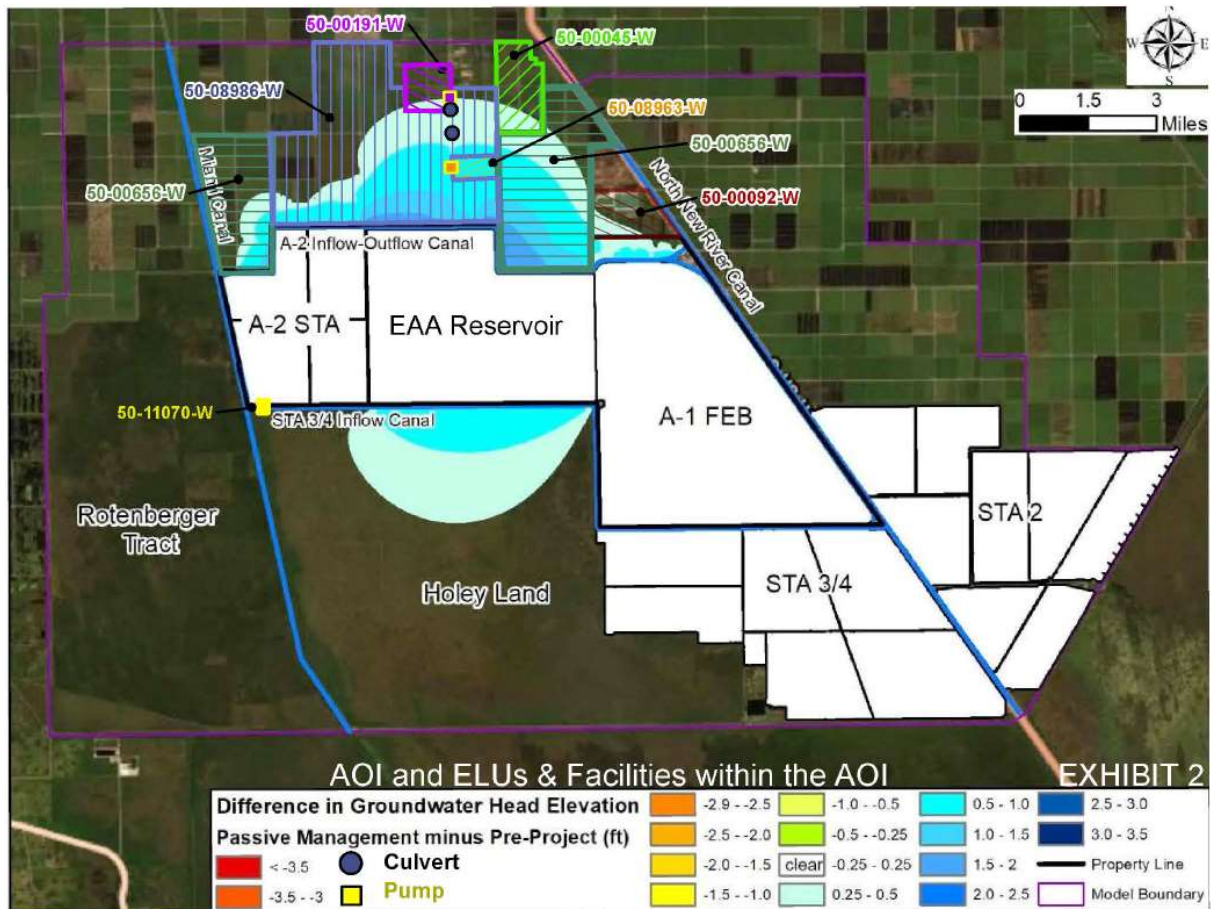 N
W E
S
0 1.5 3
Miles
50-00191-W
50-00045-W
50-08986-W
50-08963-W
50-00656-W
50-00656-W
50-00092-W
Miami Canal
North New River Canal
A-2 Inflow-Outflow Canal
A-2 STA
EAA Reservoir
A-1 FEB
50-11070-W
STA 3/4 Inflow Canal
STA 2
Rotenberger
Tract
Holey Land
STA 3/4
AOI and ELUs & Facilities within the AOI EXHIBIT 2
Difference in Groundwater Head Elevation
Passive Management minus Pre-Project (ft)
< -3.5
-3.5 - -3
Culvert
Pump
-2.9 - -2.5
-2.5 - -2.0
-2.0 - -1.5
-1.5 - -1.0
-1.0 - -0.5
-0.5 - -0.25
clear -0.25 - 0.25
0.25 - 0.5
0.5 - 1.0
1.0 - 1.5
1.5 - 2
2.0 - 2.5
2.5 - 3.0
3.0 - 3.5
Property Line
Model Boundary